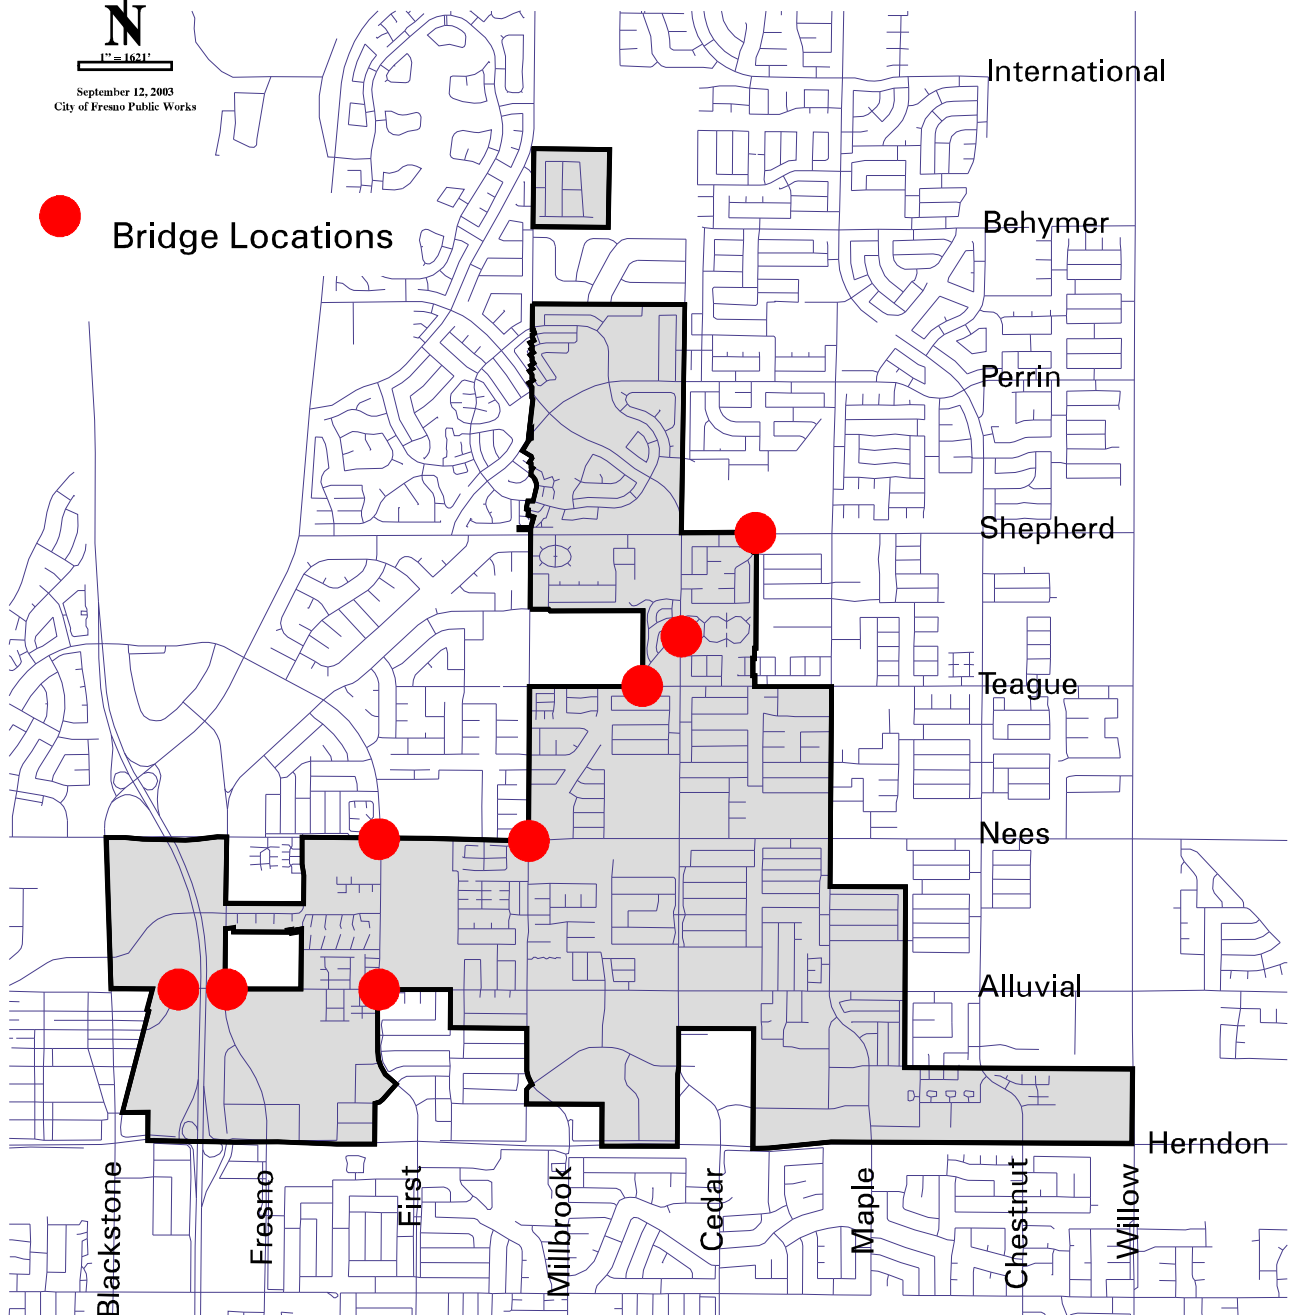 N
1" = 1621'
September 12, 2003
City of Fresno Public Works
International
Behymer
Bridge Locations
Perrin
Shepherd
Teague
Nees
Alluvial
Herndon
Blackstone
Fresno
First
Millbrook
Cedar
Maple
Chestnut
Willow